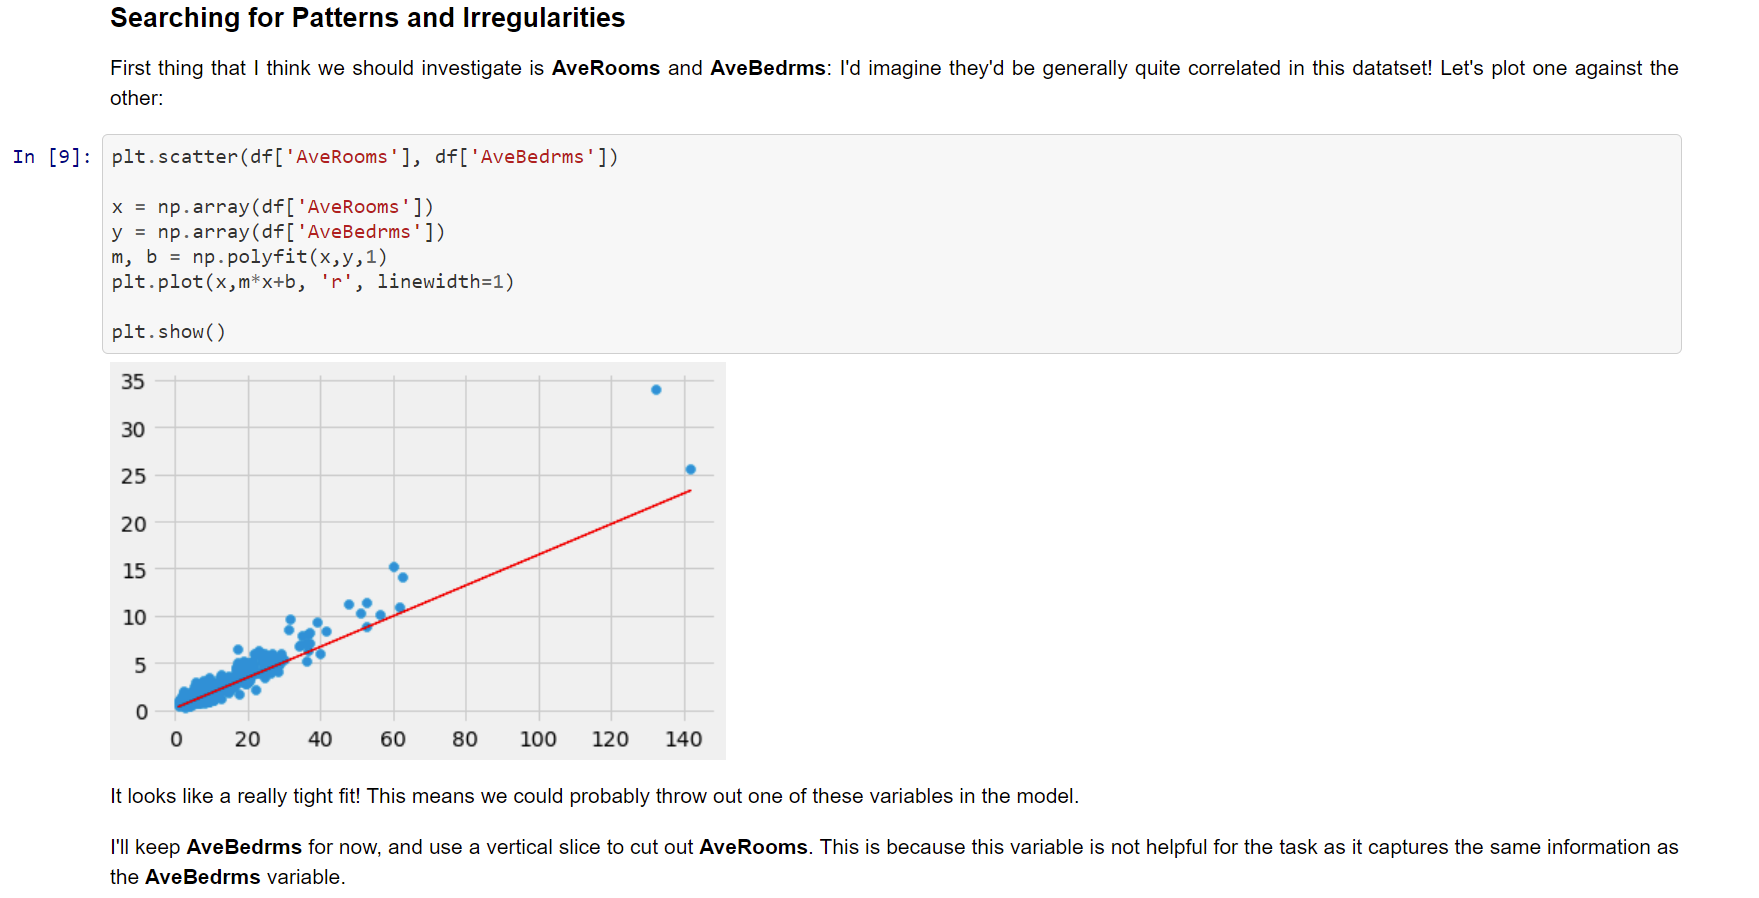 Searching for Patterns and Irregularities
First thing that I think we should investigate is AveRooms and AveBedrms: I'd imagine they'd be generally quite correlated in this datatset! Let's plot one against the
other:
In [9]: plt.scatter(df['AveRooms'], df['AveBedrms'])
x = np.array(df['AveRooms'])
y = np.array(df['AveBedrms'])
m, b = np.polyfit(x,y,1)
plt.plot(x,m*x+b, 'r', linewidth=1)
plt.show()
35
30
25
20
15
10
5
0
0 20 40 60 80 100 120 140
It looks like a really tight fit! This means we could probably throw out one of these variables in the model.
I'll keep AveBedrms for now, and use a vertical slice to cut out AveRooms. This is because this variable is not helpful for the task as it captures the same information as
the AveBedrms variable.